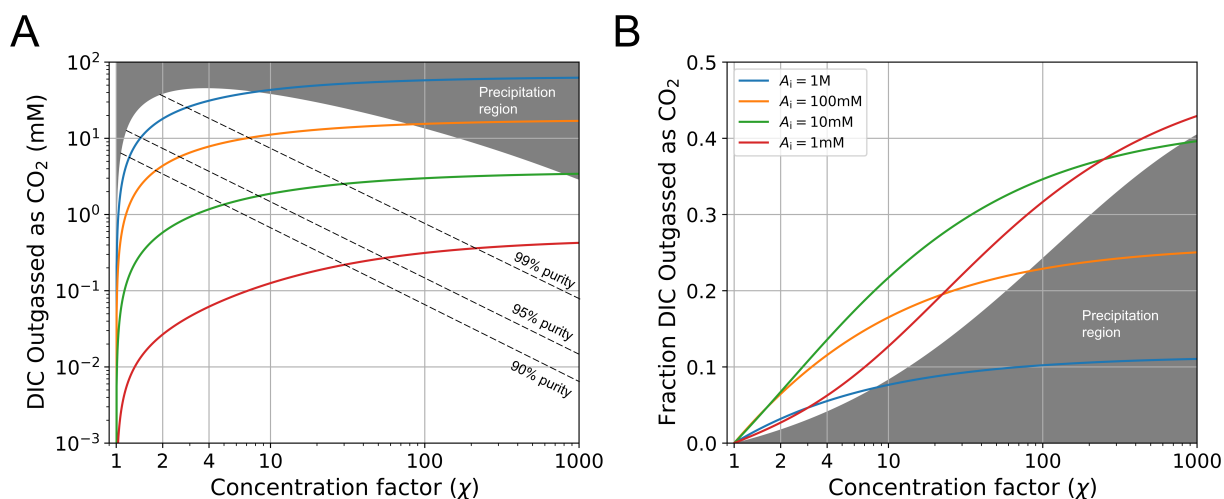 A
DIC Outgassed as CO₂ (mM)
10²
10¹
10⁰
10⁻¹
10⁻²
10⁻³
Precipitation
region
99% purity
95% purity
90% purity
1
2
4
10
100
1000
Concentration factor (χ)
B
Fraction DIC Outgassed as CO₂
0.5
0.4
0.3
0.2
0.1
0.0
Aᵢ = 1M
Aᵢ = 100mM
Aᵢ = 10mM
Aᵢ = 1mM
Precipitation
region
1
2
4
10
100
1000
Concentration factor (χ)